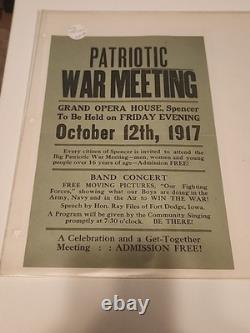 PATRIOTIC
WAR MEETING
GRAND OPERA HOUSE, Spencer
To Be Held on FRIDAY EVENING
October 12th, 1917
Every citizen of Spencer is invited to attend the
Big Patriotic War Meeting—men, women and young
people over 16 years of age—Admission FREE!
BAND CONCERT
FREE MOVING PICTURES, "Our Fighting
Forces," showing what our Boys are doing in the
Army, Navy and in the Air to WIN THE WAR!
Speech by Hon. Ray Files of Fort Dodge, Iowa.
A Program will be given by the Community Singing
promptly at 7:30 o'clock. BE THERE!
A Celebration and a Get-Together
Meeting : : ADMISSION FREE!